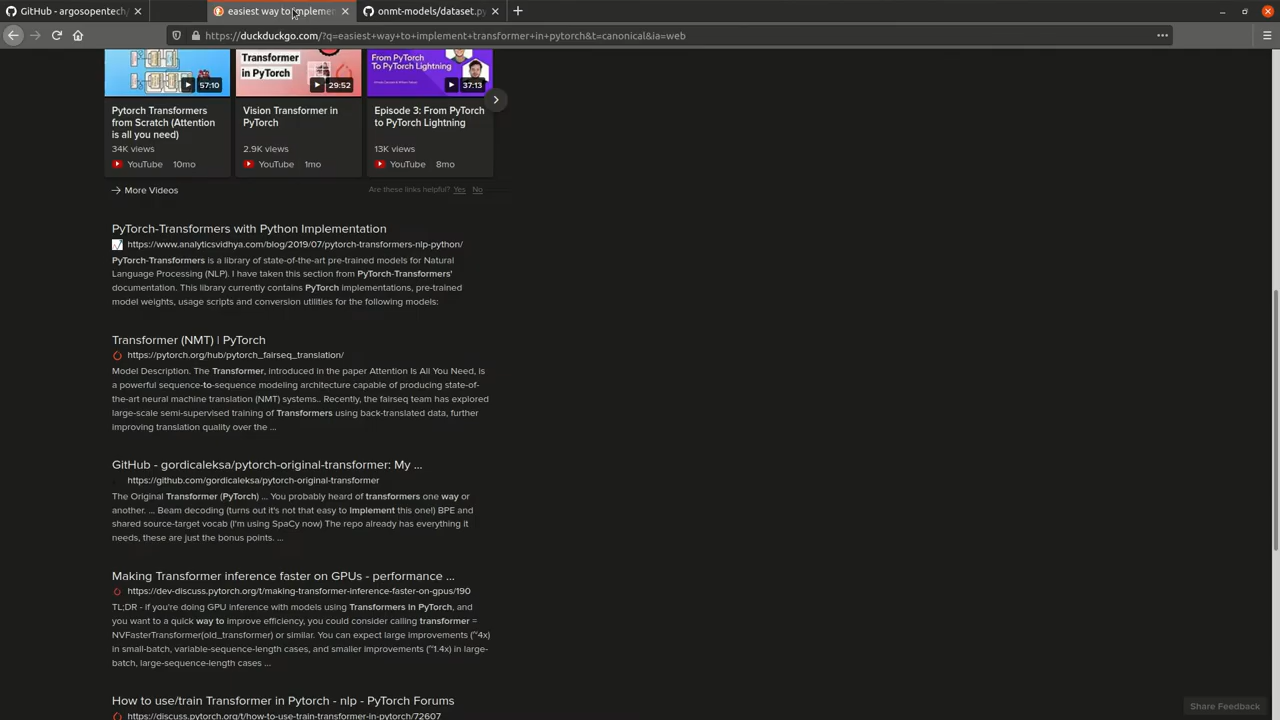 GitHub - argosopentech/
easiest way to implemen
onmt-models/dataset.py
https://duckduckgo.com/?q=easiest+way+to+implement+transformer+in+pytorch&t=canonical&ia=web
57:10
Transformer
in PyTorch
29:52
From PyTorch
To PyTorch Lightning
37:13
Pytorch Transformers
from Scratch (Attention
is all you need)
34K views
YouTube 10mo
Vision Transformer in
PyTorch
2.9K views
YouTube 1mo
Episode 3: From PyTorch
to PyTorch Lightning
13K views
YouTube 8mo
More Videos
Are these links helpful? Yes No
PyTorch-Transformers with Python Implementation
https://www.analyticsvidhya.com/blog/2019/07/pytorch-transformers-nlp-python/
PyTorch-Transformers is a library of state-of-the-art pre-trained models for Natural
Language Processing (NLP). I have taken this section from PyTorch-Transformers'
documentation. This library currently contains PyTorch implementations, pre-trained
model weights, usage scripts and conversion utilities for the following models:
Transformer (NMT) | PyTorch
https://pytorch.org/hub/pytorch_fairseq_translation/
Model Description. The Transformer, introduced in the paper Attention Is All You Need, is
a powerful sequence-to-sequence modeling architecture capable of producing state-of-
the-art neural machine translation (NMT) systems.. Recently, the fairseq team has explored
large-scale semi-supervised training of Transformers using back-translated data, further
improving translation quality over the ...
GitHub - gordicaleksa/pytorch-original-transformer: My ...
https://github.com/gordicaleksa/pytorch-original-transformer
The Original Transformer (PyTorch) ... You probably heard of transformers one way or
another. ... Beam decoding (turns out it's not that easy to implement this one!) BPE and
shared source-target vocab (I'm using SpaCy now) The repo already has everything it
needs, these are just the bonus points. ...
Making Transformer inference faster on GPUs - performance ...
https://dev-discuss.pytorch.org/t/making-transformer-inference-faster-on-gpus/190
TL;DR - if you're doing GPU inference with models using Transformers in PyTorch, and
you want to a quick way to improve efficiency, you could consider calling transformer =
NVFasterTransformer(old_transformer) or similar. You can expect large improvements (~4x)
in small-batch, variable-sequence-length cases, and smaller improvements (~1.4x) in large-
batch, large-sequence-length cases ...
How to use/train Transformer in Pytorch - nlp - PyTorch Forums
https://discuss.pytorch.org/t/how-to-use-train-transformer-in-pytorch/72607
Share Feedback